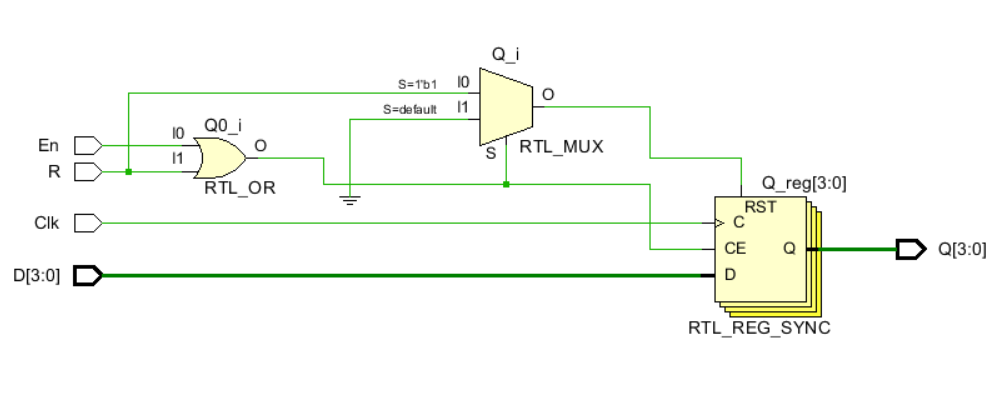 Q_i
S=1'b1
I0
O
S=default
I1
S
RTL_MUX
Q0_i
En
I0
O
R
I1
RTL_OR
Q_reg[3:0]
RST
Clk
C
CE
Q
Q[3:0]
D[3:0]
D
RTL_REG_SYNC